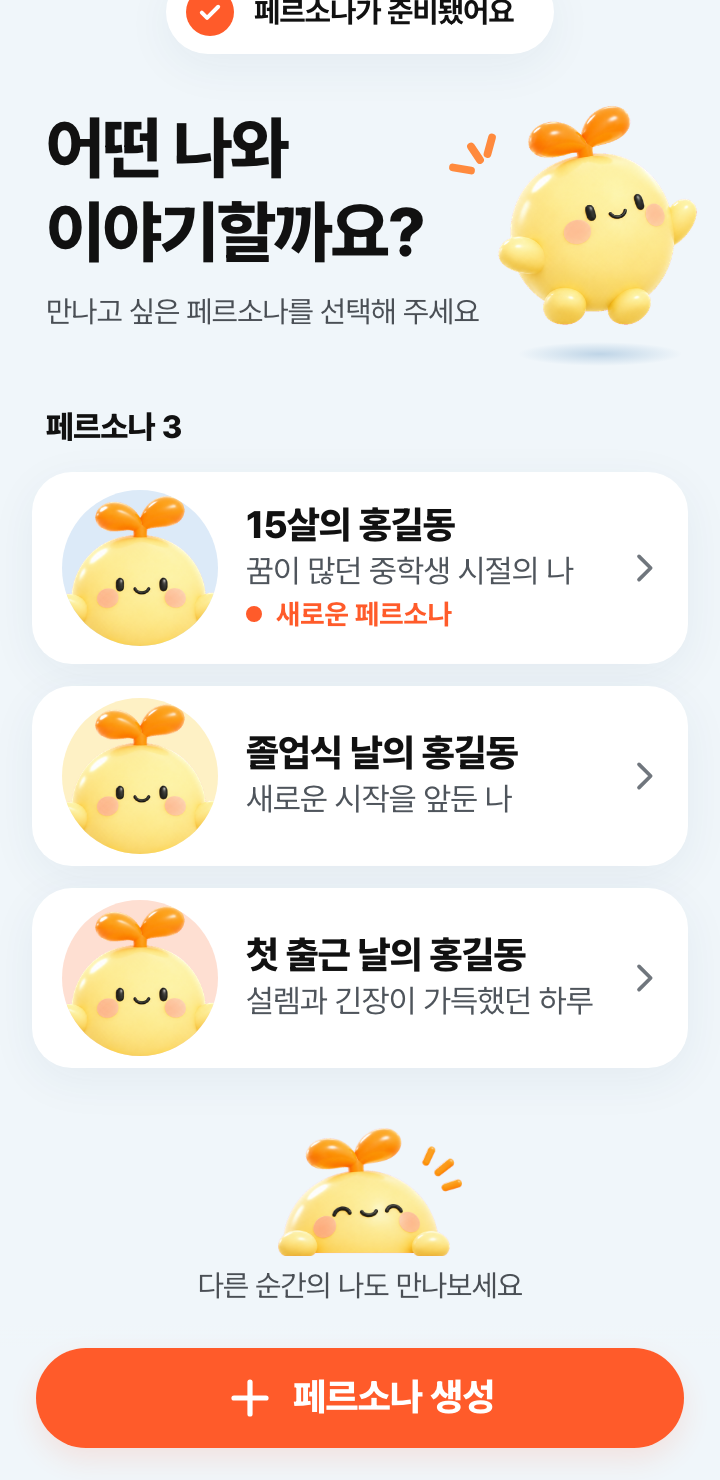 페르소나가 준비됐어요
어떤 나와
이야기할까요?
만나고 싶은 페르소나를 선택해 주세요
페르소나 3
15살의 홍길동
꿈이 많던 중학생 시절의 나
새로운 페르소나
졸업식 날의 홍길동
새로운 시작을 앞둔 나
첫 출근 날의 홍길동
설렘과 긴장이 가득했던 하루
다른 순간의 나도 만나보세요
페르소나 생성